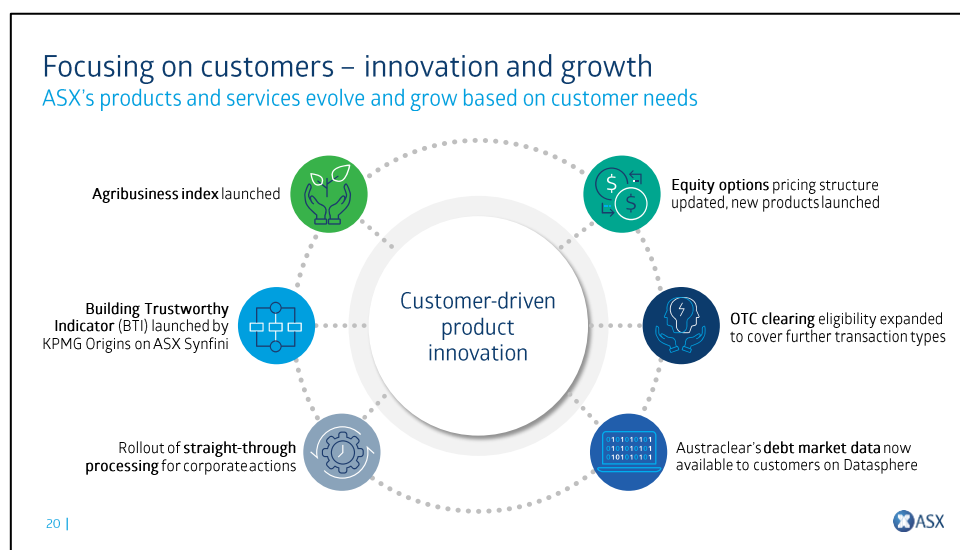 Focusing on customers – innovation and growth
ASX's products and services evolve and grow based on customer needs
Agribusiness index launched
Building Trustworthy
Indicator (BTI) launched by
KPMG Origins on ASX Synfini
Rollout of straight-through
processing for corporate actions
Customer-driven
product
innovation
$
$
Equity options pricing structure
updated, new products launched
OTC clearing eligibility expanded
to cover further transaction types
01010101
01010101
01010101
Austraclear's debt market data now
available to customers on Datasphere
20 |
ASX